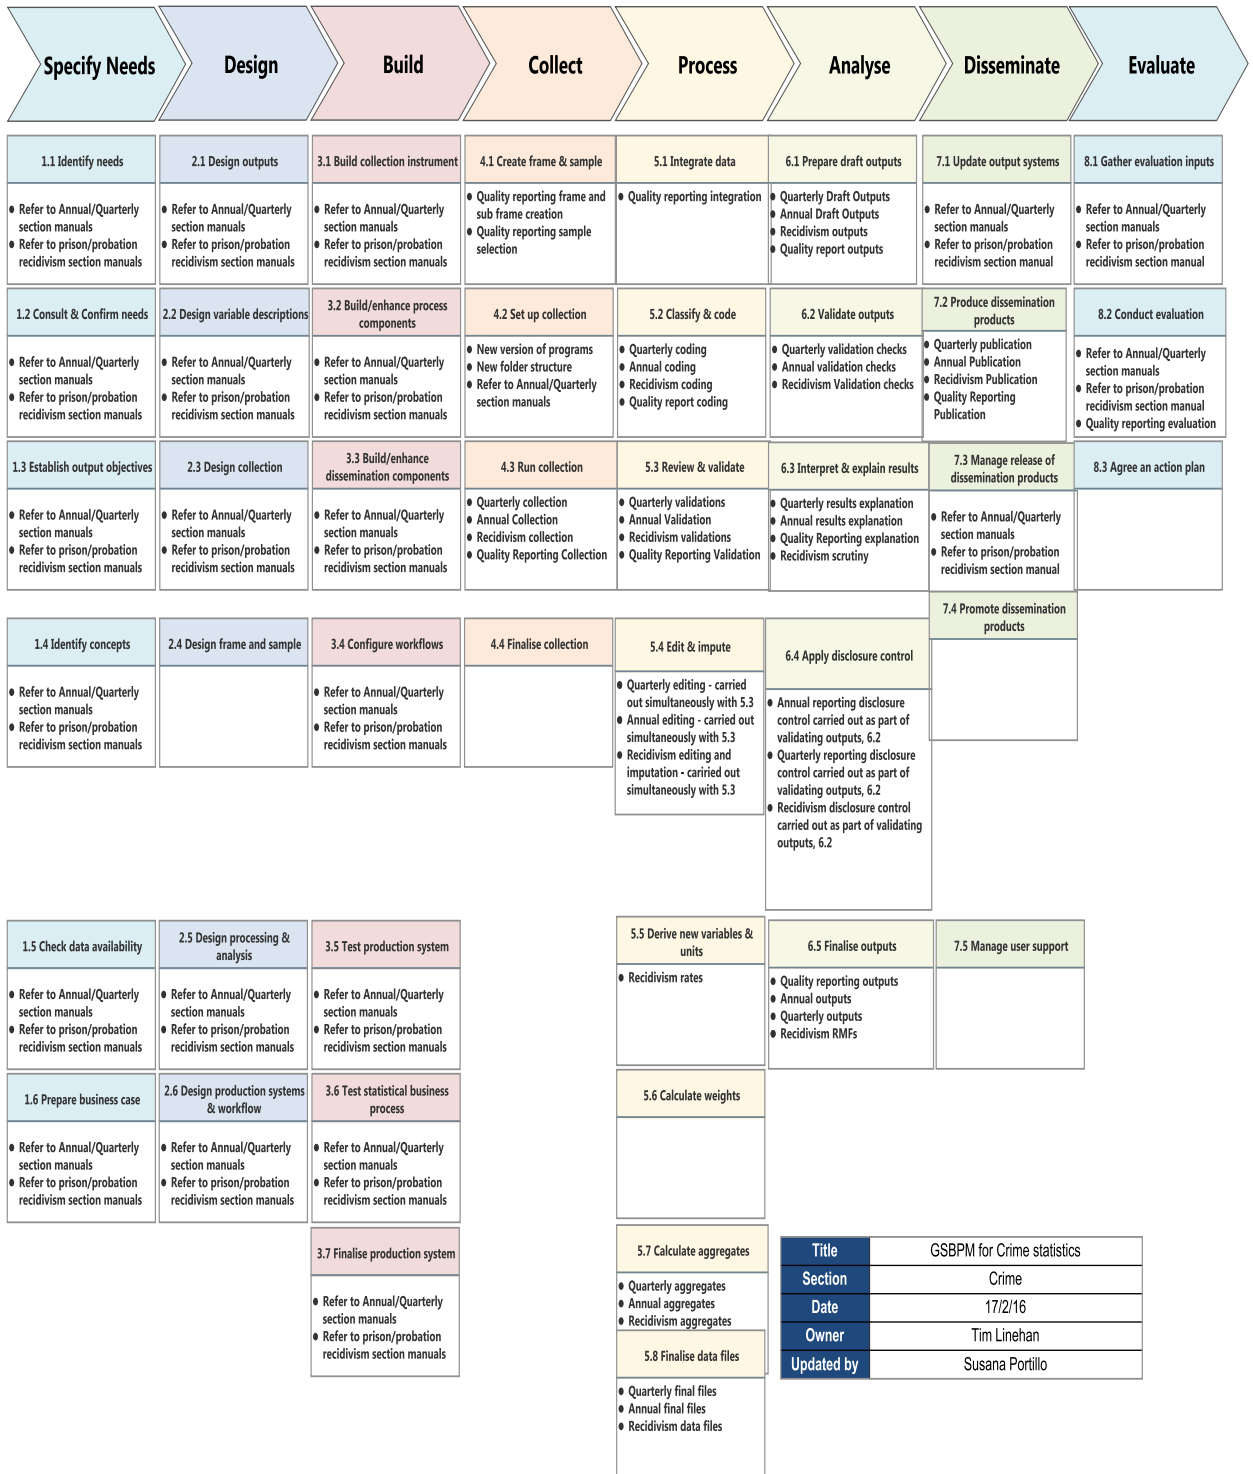 Specify Needs
Design
Build
Collect
Process
Analyse
Disseminate
Evaluate
1.1 Identify needs
● Refer to Annual/Quarterly
section manuals
● Refer to prison/probation
recidivism section manuals
1.2 Consult & Confirm needs
● Refer to Annual/Quarterly
section manuals
● Refer to prison/probation
recidivism section manuals
1.3 Establish output objectives
● Refer to Annual/Quarterly
section manuals
● Refer to prison/probation
recidivism section manuals
1.4 Identify concepts
● Refer to Annual/Quarterly
section manuals
● Refer to prison/probation
recidivism section manuals
1.5 Check data availability
● Refer to Annual/Quarterly
section manuals
● Refer to prison/probation
recidivism section manuals
1.6 Prepare business case
● Refer to Annual/Quarterly
section manuals
● Refer to prison/probation
recidivism section manuals
2.1 Design outputs
● Refer to Annual/Quarterly
section manuals
● Refer to prison/probation
recidivism section manuals
2.2 Design variable descriptions
● Refer to Annual/Quarterly
section manuals
● Refer to prison/probation
recidivism section manuals
2.3 Design collection
● Refer to Annual/Quarterly
section manuals
● Refer to prison/probation
recidivism section manuals
2.4 Design frame and sample
2.5 Design processing &
analysis
● Refer to Annual/Quarterly
section manuals
● Refer to prison/probation
recidivism section manuals
2.6 Design production systems
& workflow
● Refer to Annual/Quarterly
section manuals
● Refer to prison/probation
recidivism section manuals
3.1 Build collection instrument
● Refer to Annual/Quarterly
section manuals
● Refer to prison/probation
recidivism section manuals
3.2 Build/enhance process
components
● Refer to Annual/Quarterly
section manuals
● Refer to prison/probation
recidivism section manuals
3.3 Build/enhance
dissemination components
● Refer to Annual/Quarterly
section manuals
● Refer to prison/probation
recidivism section manuals
3.4 Configure workflows
● Refer to Annual/Quarterly
section manuals
● Refer to prison/probation
recidivism section manuals
3.5 Test production system
● Refer to Annual/Quarterly
section manuals
● Refer to prison/probation
recidivism section manuals
3.6 Test statistical business
process
● Refer to Annual/Quarterly
section manuals
● Refer to prison/probation
recidivism section manuals
3.7 Finalise production system
● Refer to Annual/Quarterly
section manuals
● Refer to prison/probation
recidivism section manuals
4.1 Create frame & sample
● Quality reporting frame and
sub frame creation
● Quality reporting sample
selection
4.2 Set up collection
● New version of programs
● New folder structure
● Refer to Annual/Quarterly
section manuals
4.3 Run collection
● Quarterly collection
● Annual Collection
● Recidivism collection
● Quality Reporting Collection
4.4 Finalise collection
5.1 Integrate data
● Quality reporting integration
5.2 Classify & code
● Quarterly coding
● Annual coding
● Recidivism coding
● Quality report coding
5.3 Review & validate
● Quarterly validations
● Annual Validation
● Recidivism validations
● Quality Reporting Validation
5.4 Edit & impute
● Quarterly editing - carried
out simultaneously with 5.3
● Annual editing - carried out
simultaneously with 5.3
● Recidivism editing and
imputation - cariried out
simultaneously with 5.3
5.5 Derive new variables &
units
● Recidivism rates
5.6 Calculate weights
5.7 Calculate aggregates
● Quarterly aggregates
● Annual aggregates
● Recidivism aggregates
5.8 Finalise data files
● Quarterly final files
● Annual final files
● Recidivism data files
6.1 Prepare draft outputs
● Quarterly Draft Outputs
● Annual Draft Outputs
● Recidivism outputs
● Quality report outputs
6.2 Validate outputs
● Quarterly validation checks
● Annual validation checks
● Recidivism Validation checks
6.3 Interpret & explain results
● Quarterly results explanation
● Annual results explanation
● Quality Reporting explanation
● Recidivism scrutiny
6.4 Apply disclosure control
● Annual reporting disclosure
control carried out as part of
validating outputs, 6.2
● Quarterly reporting disclosure
control carried out as part of
validating outputs, 6.2
● Recidivism disclosure control
carried out as part of validating
outputs, 6.2
6.5 Finalise outputs
● Quality reporting outputs
● Annual outputs
● Quarterly outputs
● Recidivism RMFs
7.1 Update output systems
● Refer to Annual/Quarterly
section manuals
● Refer to prison/probation
recidivism section manual
7.2 Produce dissemination
products
● Quarterly publication
● Annual Publication
● Recidivism Publication
● Quality Reporting
Publication
7.3 Manage release of
dissemination products
● Refer to Annual/Quarterly
section manuals
● Refer to prison/probation
recidivism section manual
7.4 Promote dissemination
products
7.5 Manage user support
8.1 Gather evaluation inputs
● Refer to Annual/Quarterly
section manuals
● Refer to prison/probation
recidivism section manual
8.2 Conduct evaluation
● Refer to Annual/Quarterly
section manuals
● Refer to prison/probation
recidivism section manual
● Quality reporting evaluation
8.3 Agree an action plan
Title GSBPM for Crime statistics
Section Crime
Date 17/2/16
Owner Tim Linehan
Updated by Susana Portillo